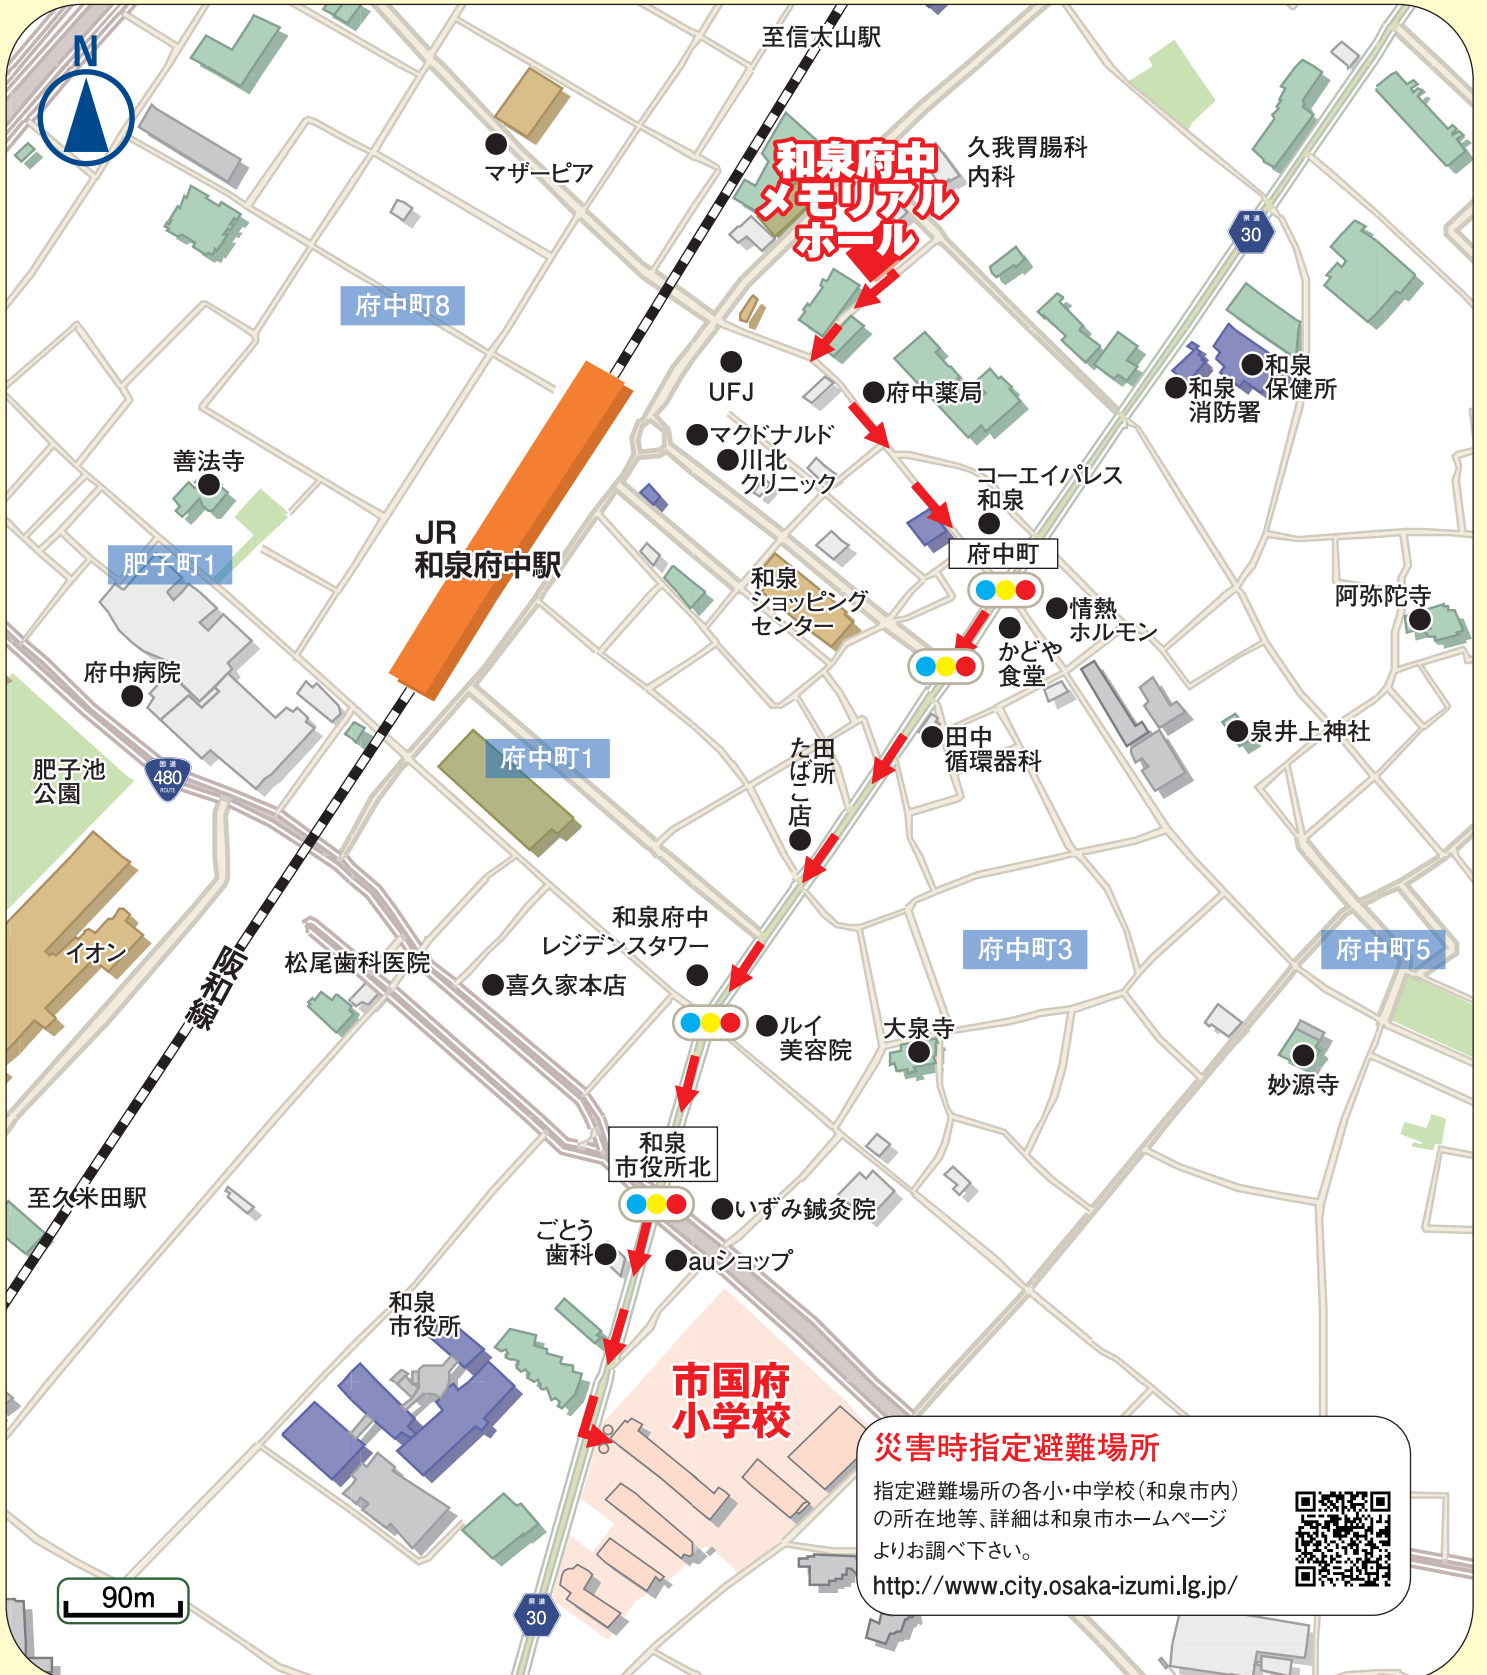 N
至信太山駅
マザーピア
久我胃腸科
内科
和泉府中
メモリアル
ホール
県道
30
府中町8
UFJ
府中薬局
和泉
保健所
和泉
消防署
マクドナルド
川北
クリニック
善法寺
コーエイパレス
和泉
JR
和泉府中駅
府中町
肥子町1
和泉
ショッピング
センター
情熱
ホルモン
阿弥陀寺
かどや
食堂
府中病院
泉井上神社
田中
循環器科
府中町1
田所
たばこ店
肥子池
公園
国道
480
ROUTE
和泉府中
レジデンスタワー
府中町3
府中町5
イオン
阪和線
松尾歯科医院
喜久家本店
ルイ
美容院
大泉寺
妙源寺
和泉
市役所北
至久米田駅
いずみ鍼灸院
ごとう
歯科
auショップ
和泉
市役所
市国府
小学校
災害時指定避難場所
指定避難場所の各小・中学校(和泉市内)
の所在地等、詳細は和泉市ホームページ
よりお調べ下さい。
http://www.city.osaka-izumi.lg.jp/
90m
県道
30